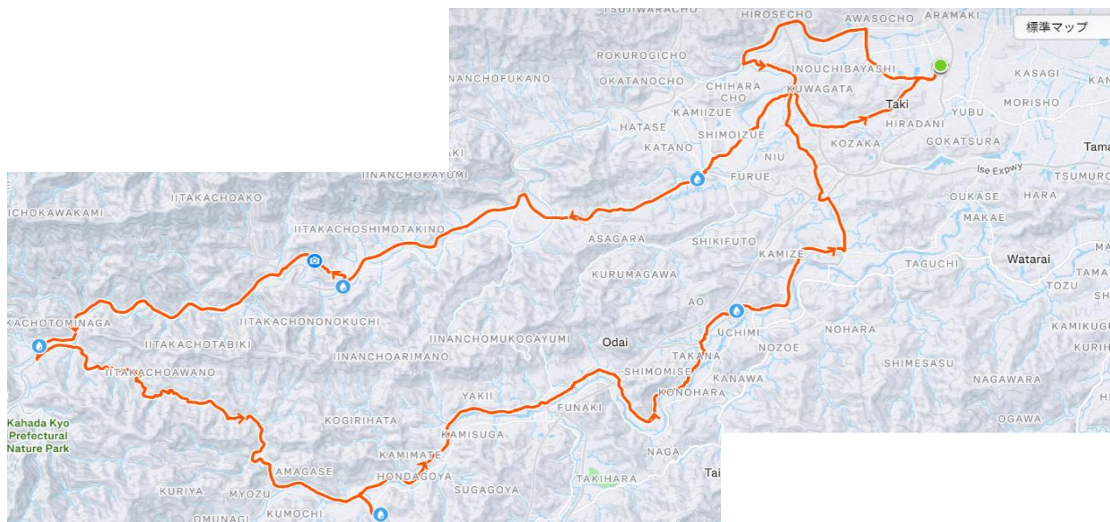 TSUJIWARACHO
HIROSECHO
AWASOCHO
ARAMAKI
標準マップ
ROKUROGICHO
INOUCHIBAYASHI
KASAGI
INANCHOFUKANO
OKATANOCHO
CHIHARA
CHO
KUWAGATA
Taki
MORISHO
KAMIIZUE
YUBU
HIRADANI
HATASE
SHIMOIZUE
KATANO
KOZAKA
GOKATSURA
Tama
NIU
IINANCHOKAYUMI
FURUE
Ise Expwy
TSUMURO
IITAKACHOAKO
OUKASE
HARA
ICHOKAWAKAMI
MAKAE
IITAKACHOSHIMOTAKINO
ASAGARA
SHIKIFUTO
KAMIZE
TAGUCHI
Watarai
KURUMAGAWA
TOZU
AO
IITAKACHONONOKUCHI
UCHIMI
NOHARA
KAMIKUG
KACHOTOMINAGA
IITAKACHOTABIKI
IINANCHOMUKOGAYUMI
Odai
NOZOE
KURIH
IINANCHOARIMANO
TAKANA
SHIMESASU
IITAKACHOAWANO
SHIMOMISE
KANAWA
NAGAWARA
YAKII
KONOHARA
FUNAKI
KOGIRIHATA
OGAWA
Kahada Kyo
Prefectural
Nature Park
KAMISUGA
NAGA
KAMIMATE
AMAGASE
HONDAGOYA
TAKIHARA
Tai
KURIYA
MYOZU
SUGAGOYA
KUMOCHI
OMUNAGI